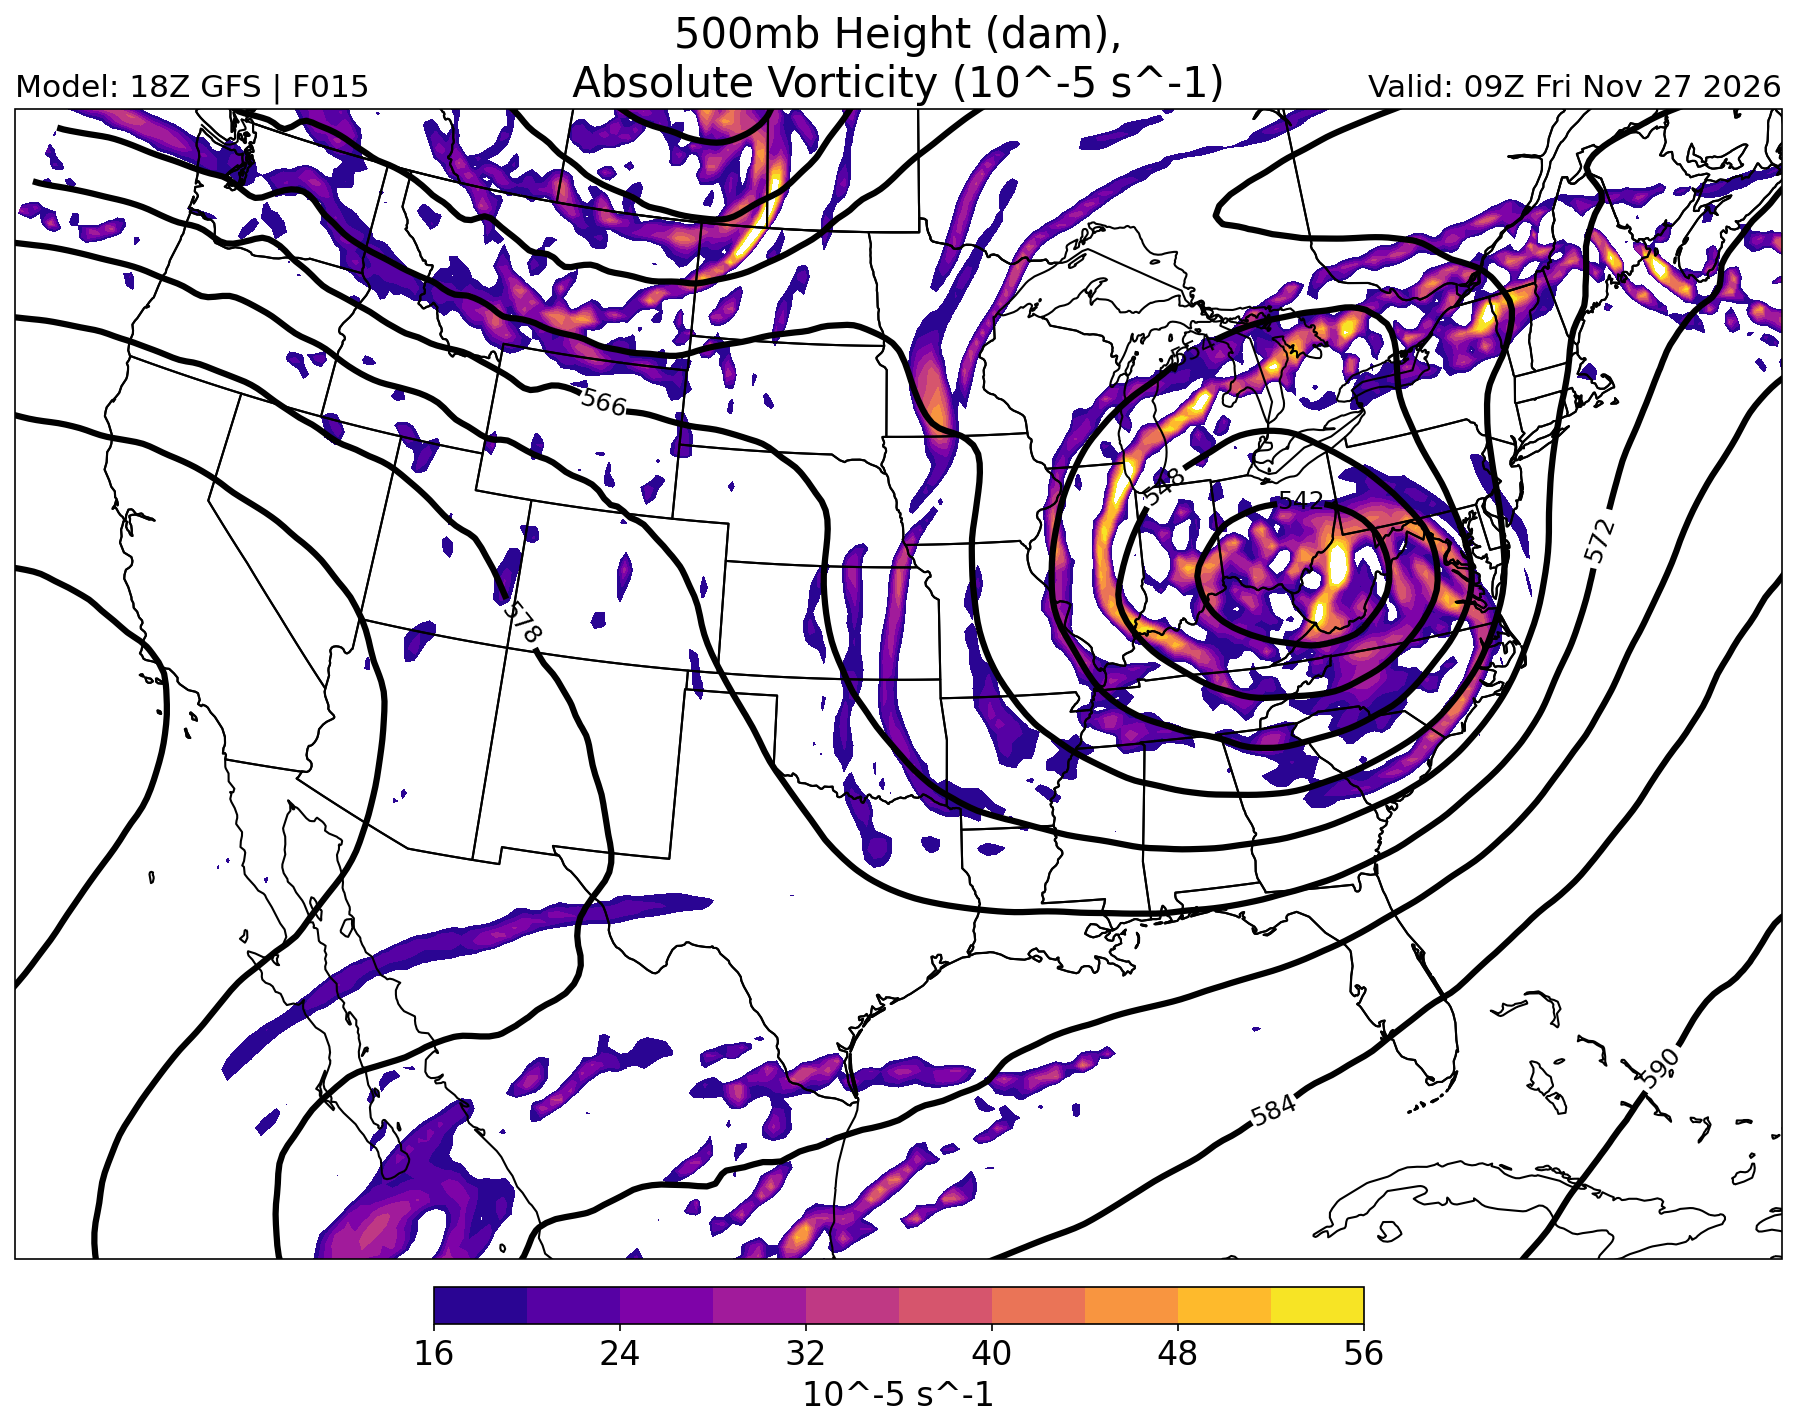 500mb Height (dam),
Absolute Vorticity (10^-5 s^-1)
Model: 18Z GFS | F015
Valid: 09Z Fri Nov 27 2026
566
554
548
542
572
578
584
590
16 24 32 40 48 56
10^-5 s^-1